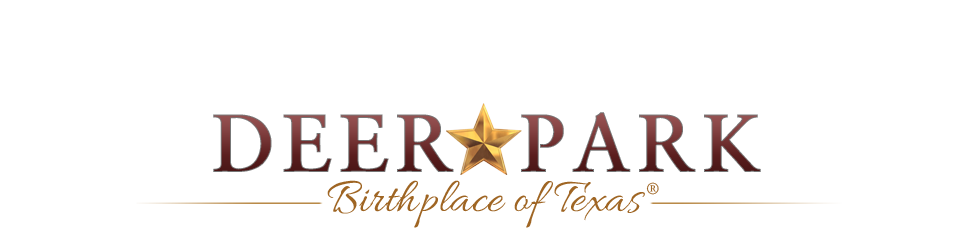 DEER PARK
Birthplace of Texas®